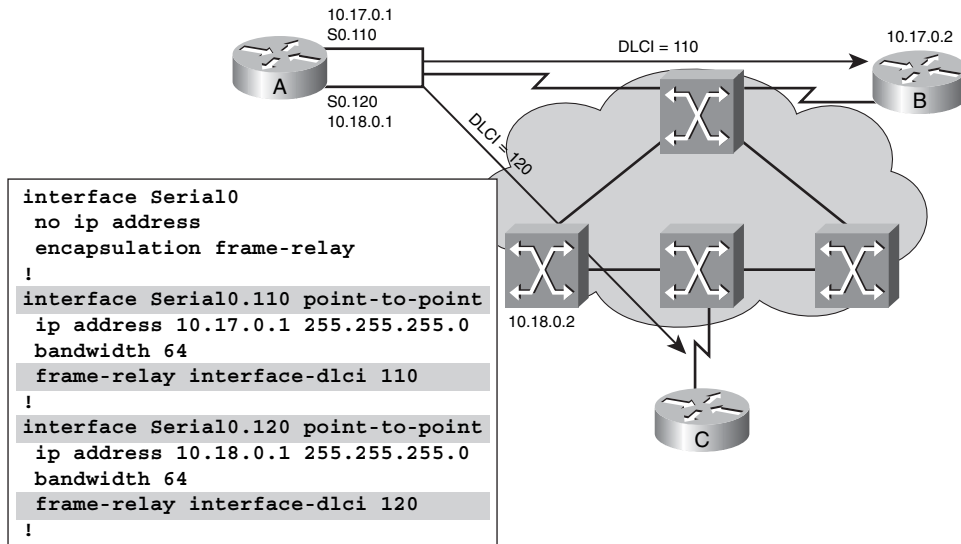 10.17.0.1
S0.110
A
S0.120
10.18.0.1
DLCI = 110
10.17.0.2
B
DLCI = 120
interface Serial0
 no ip address
 encapsulation frame-relay
!
interface Serial0.110 point-to-point
 ip address 10.17.0.1 255.255.255.0
 bandwidth 64
 frame-relay interface-dlci 110
!
interface Serial0.120 point-to-point
 ip address 10.18.0.1 255.255.255.0
 bandwidth 64
 frame-relay interface-dlci 120
!
10.18.0.2
C